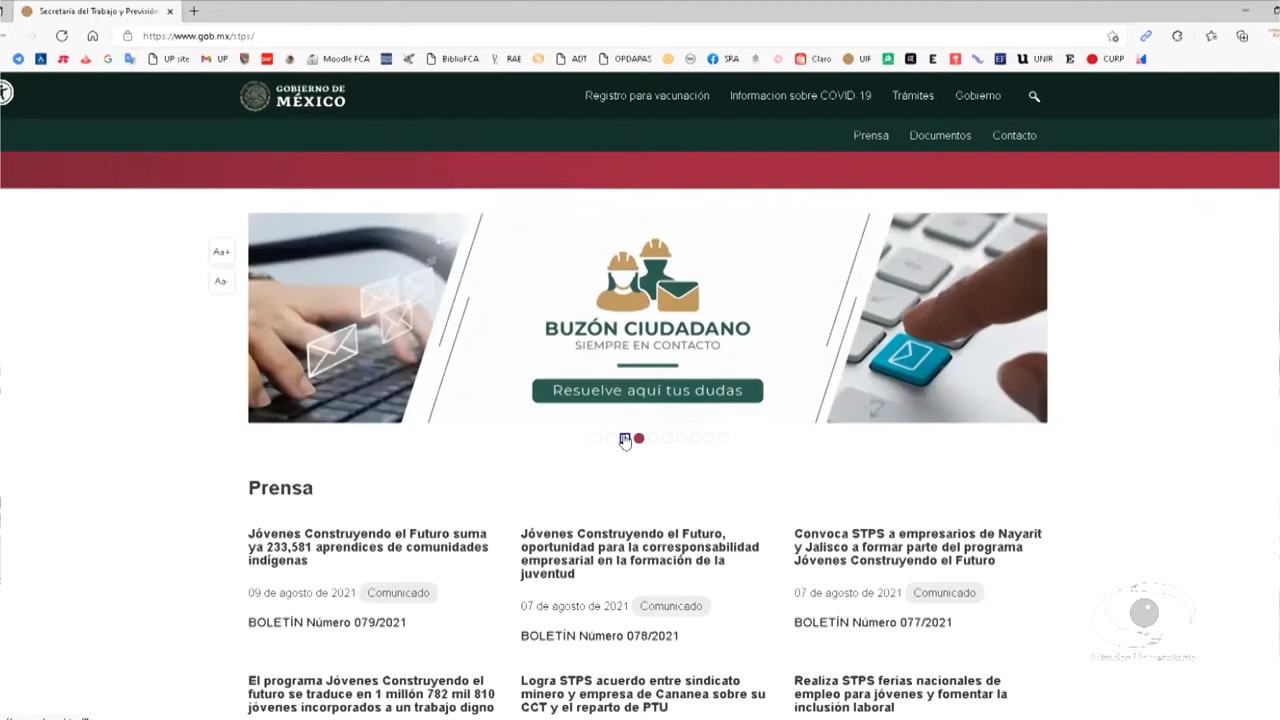 Secretaría del Trabajo y Previsión
https://www.gob.mx/stps/
UP site
UP
Moodle FCA
BiblioFCA
RAE
ADT
OPDAPAS
SRA
Claro
UIF
UNIR
CURP
GOBIERNO DE
MÉXICO
Registro para vacunación
Informacion sobre COVID-19
Trámites
Gobierno
Prensa
Documentos
Contacto
Aa+
Aa-
BUZÓN CIUDADANO
SIEMPRE EN CONTACTO
Resuelve aquí tus dudas
Prensa
Jóvenes Construyendo el Futuro suma
ya 233,581 aprendices de comunidades
indígenas
09 de agosto de 2021 Comunicado
BOLETÍN Número 079/2021
Jóvenes Construyendo el Futuro,
oportunidad para la corresponsabilidad
empresarial en la formación de la
juventud
07 de agosto de 2021 Comunicado
BOLETÍN Número 078/2021
Convoca STPS a empresarios de Nayarit
y Jalisco a formar parte del programa
Jóvenes Construyendo el Futuro
07 de agosto de 2021 Comunicado
BOLETÍN Número 077/2021
El programa Jóvenes Construyendo el
futuro se traduce en 1 millón 782 mil 810
jóvenes incorporados a un trabajo digno
Logra STPS acuerdo entre sindicato
minero y empresa de Cananea sobre su
CCT y el reparto de PTU
Realiza STPS ferias nacionales de
empleo para jóvenes y fomentar la
inclusión laboral